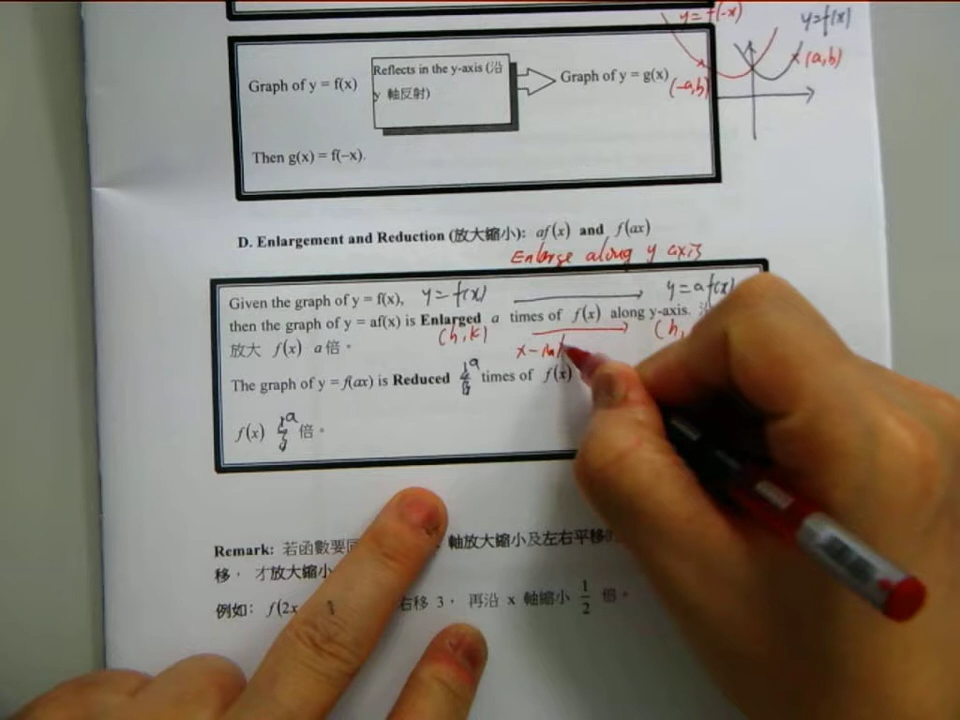 y=f(-x)
y=f(x)
(a,b)
(-a,b)
Graph of y = f(x)
Reflects in the y-axis (沿
y 軸反射)
Graph of y = g(x)
Then g(x) = f(−x).
D. Enlargement and Reduction (放大縮小): af(x) and f(ax)
Enlarge along y axis
Given the graph of y = f(x), y=f(x) y=af(x)
then the graph of y = af(x) is Enlarged a times of f(x) along y-axis.
(h,k) (h,
放大 f(x) a倍。
x-
The graph of y = f(ax) is Reduced times of f(x)
f(x) 倍。
Remark: 若函數要 軸放大縮小及左右平移
移，才放大縮小
例如: f(2x 右移 3，再沿 x 軸縮小 1/2 倍。